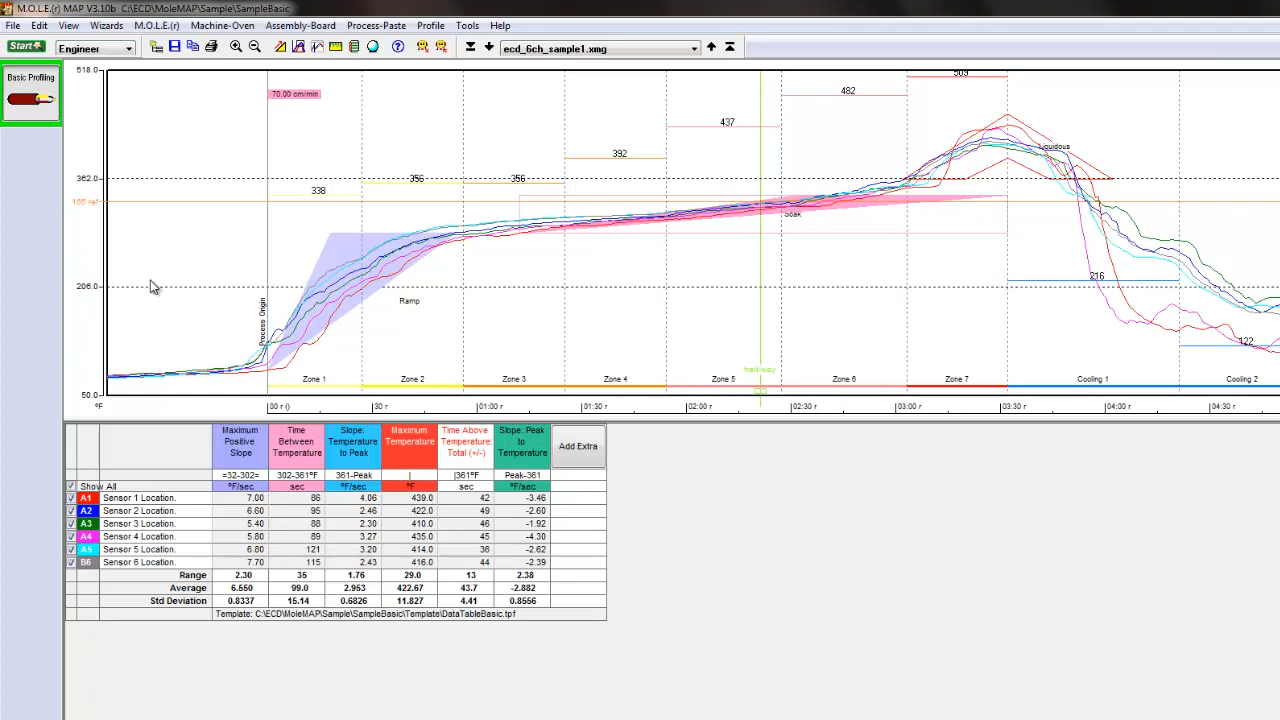 M.O.L.E.(r) MAP V3.10b C:\ECD\MoleMAP\Sample\SampleBasic\
File Edit View Wizards M.O.L.E.(r) Machine-Oven Assembly-Board Process-Paste Profile Tools Help
Start Engineer ecd_6ch_sample1.xmg
Basic Profiling
518.0
362.0
165 ref
206.0
50.0
°F
70.00 cm/min
338
356
356
392
437
482
509
216
122
Liquidous
Soak
Ramp
Process Origin
half-way
Zone 1 Zone 2 Zone 3 Zone 4 Zone 5 Zone 6 Zone 7 Cooling 1 Cooling 2
00 r () 30 r 01:00 r 01:30 r 02:00 r 02:30 r 03:00 r 03:30 r 04:00 r 04:30 r
Maximum Positive Slope
Time Between Temperature
Slope: Temperature to Peak
Maximum Temperature
Time Above Temperature: Total (+/-)
Slope: Peak to Temperature
Add Extra
=32-302= 302-361°F 361-Peak | |361°F Peak-361
Show All °F/sec sec °F/sec °F sec °F/sec
A1 Sensor 1 Location. 7.00 86 4.06 439.0 42 -3.46
A2 Sensor 2 Location. 6.60 95 2.46 422.0 49 -2.60
A3 Sensor 3 Location. 5.40 88 2.30 410.0 46 -1.92
A4 Sensor 4 Location. 5.80 89 3.27 435.0 45 -4.30
A5 Sensor 5 Location. 6.80 121 3.20 414.0 36 -2.62
B6 Sensor 6 Location. 7.70 115 2.43 416.0 44 -2.39
Range 2.30 35 1.76 29.0 13 2.38
Average 6.550 99.0 2.953 422.67 43.7 -2.882
Std Deviation 0.8337 15.14 0.6826 11.827 4.41 0.8556
Template: C:\ECD\MoleMAP\Sample\SampleBasic\Template\DataTableBasic.tpf